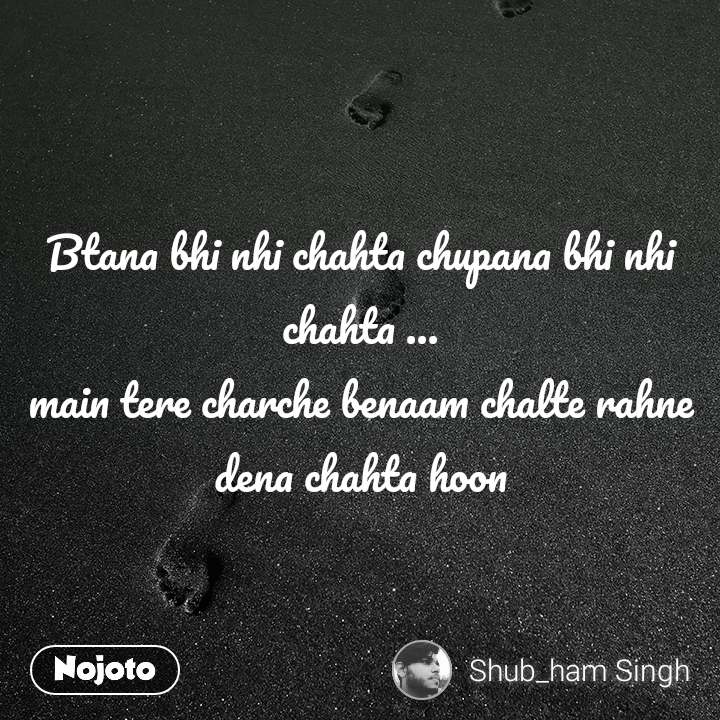 Btana bhi nhi chahta chupana bhi nhi
chahta ...
main tere charche benaam chalte rahne
dena chahta hoon
Nojoto
Shub_ham Singh